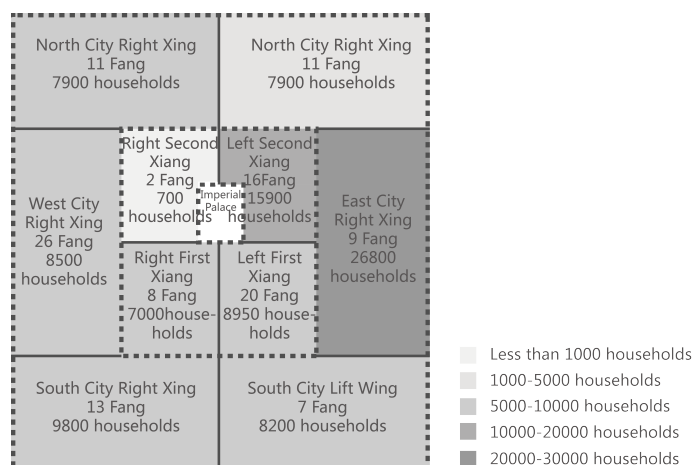 North City Right Xing
11 Fang
7900 households
North City Right Xing
11 Fang
7900 households
Right Second
Xiang
2 Fang
700
households
Left Second
Xiang
16Fang
15900
households
Imperial
Palace
West City
Right Xing
26 Fang
8500
households
East City
Right Xing
9 Fang
26800
households
Right First
Xiang
8 Fang
7000house-
holds
Left First
Xiang
20 Fang
8950 house-
holds
South City Right Xing
13 Fang
9800 households
South City Lift Wing
7 Fang
8200 households
Less than 1000 households
1000-5000 households
5000-10000 households
10000-20000 households
20000-30000 households